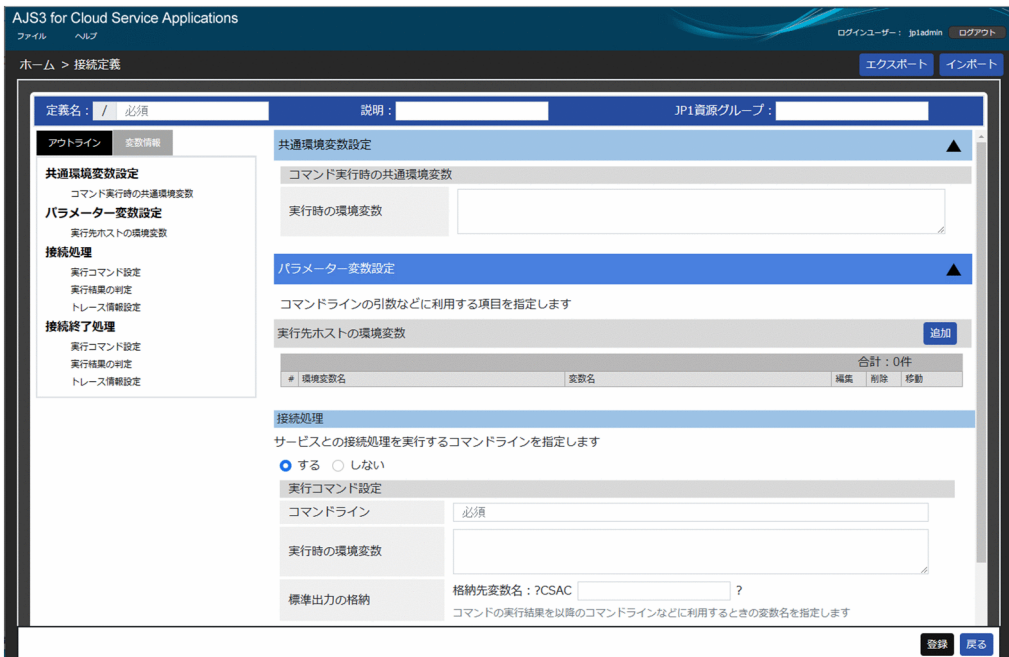 AJS3 for Cloud Service Applications
ファイル ヘルプ
ログインユーザー： jp1admin ログアウト
ホーム > 接続定義
エクスポート インポート
定義名： / 必須 説明： JP1資源グループ：
アウトライン 変数情報
共通環境変数設定
コマンド実行時の共通環境変数
パラメーター変数設定
実行先ホストの環境変数
接続処理
実行コマンド設定
実行結果の判定
トレース情報設定
接続終了処理
実行コマンド設定
実行結果の判定
トレース情報設定
共通環境変数設定 ▲
コマンド実行時の共通環境変数
実行時の環境変数
パラメーター変数設定 ▲
コマンドラインの引数などに利用する項目を指定します
実行先ホストの環境変数 追加
合計：0件
# 環境変数名 変数名 編集 削除 移動
接続処理
サービスとの接続処理を実行するコマンドラインを指定します
する しない
実行コマンド設定
コマンドライン 必須
実行時の環境変数
標準出力の格納 格納先変数名：?CSAC ?
コマンドの実行結果を以降のコマンドラインなどに利用するときの変数名を指定します
登録 戻る